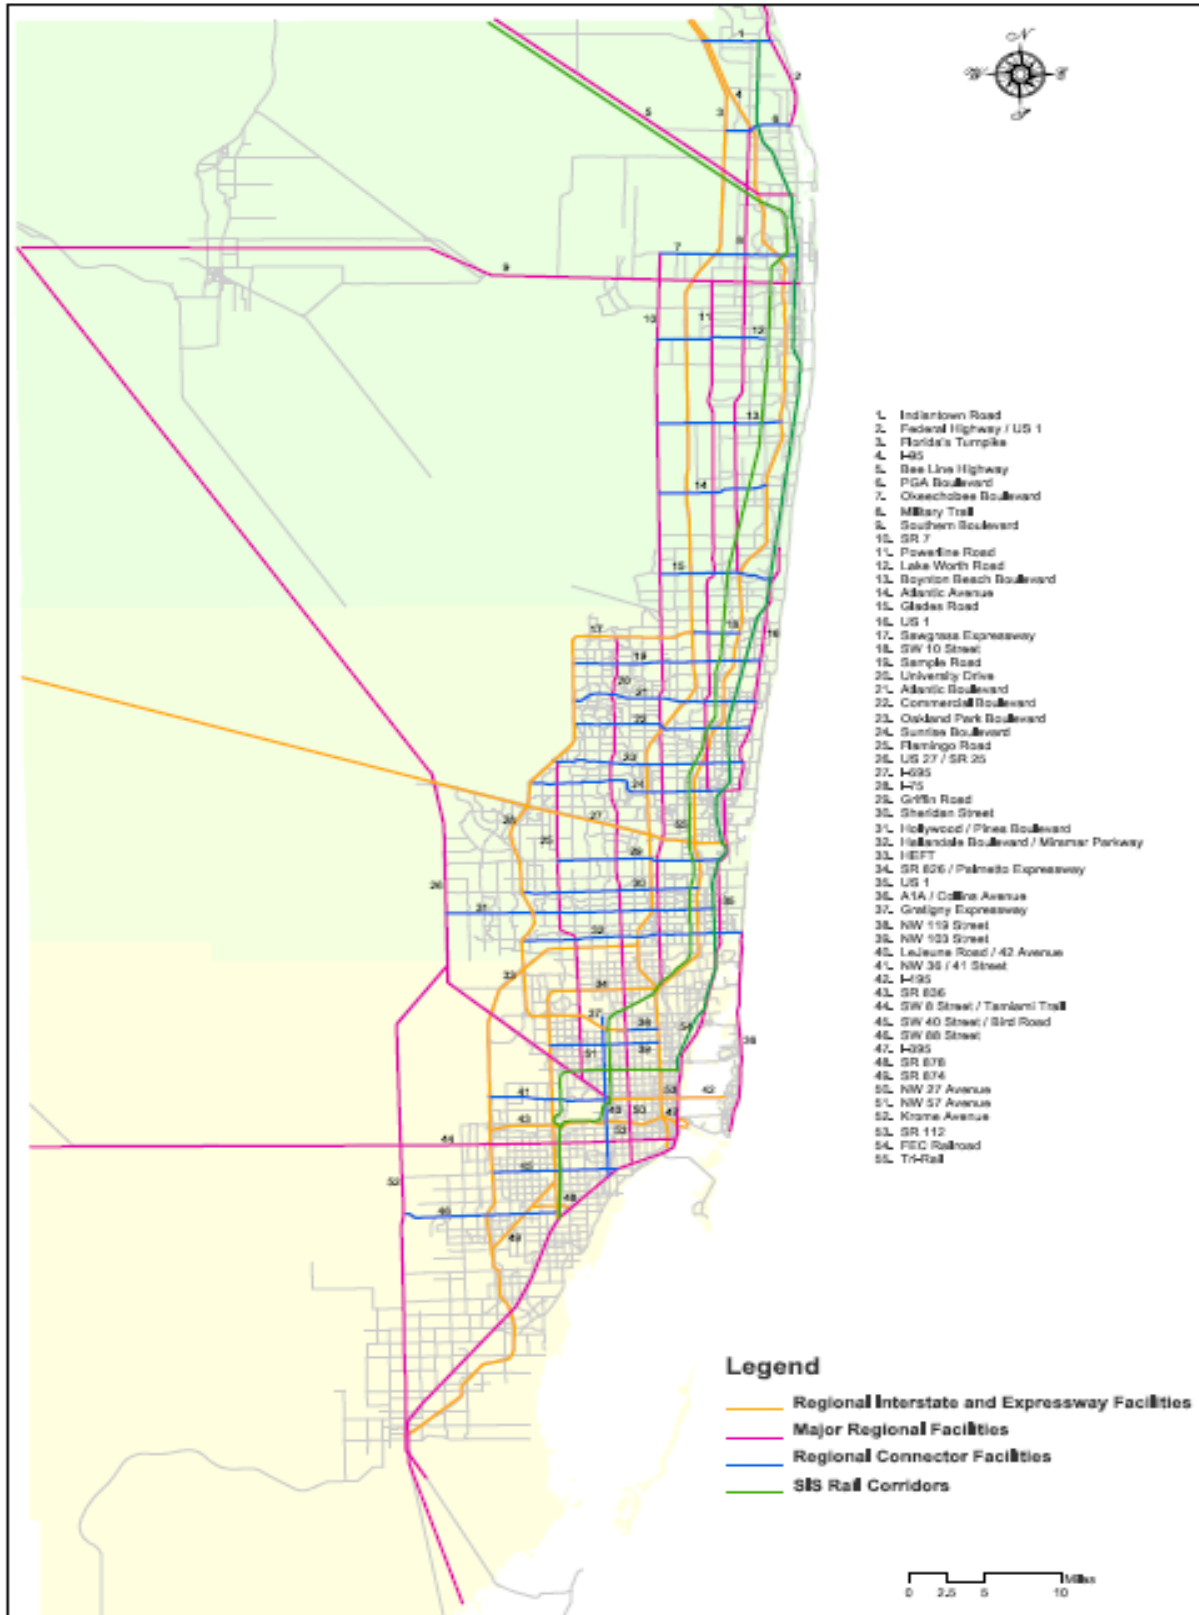 N
W
E
S
1. Indiantown Road
2. Federal Highway / US 1
3. Florida's Turnpike
4. I-95
5. Bee Line Highway
6. PGA Boulevard
7. Okeechobee Boulevard
8. Military Trail
9. Southern Boulevard
10. SR 7
11. Powerline Road
12. Lake Worth Road
13. Boynton Beach Boulevard
14. Atlantic Avenue
15. Glades Road
16. US 1
17. Sawgrass Expressway
18. SW 10 Street
19. Sample Road
20. University Drive
21. Atlantic Boulevard
22. Commercial Boulevard
23. Oakland Park Boulevard
24. Sunrise Boulevard
25. Flamingo Road
26. US 27 / SR 25
27. I-595
28. I-75
29. Griffin Road
30. Sheridan Street
31. Hollywood / Pines Boulevard
32. Hallandale Boulevard / Miramar Parkway
33. HEFT
34. SR 826 / Palmetto Expressway
35. US 1
36. A1A / Collins Avenue
37. Gratigny Expressway
38. NW 119 Street
39. NW 103 Street
40. LeJeune Road / 42 Avenue
41. NW 36 / 41 Street
42. I-195
43. SR 836
44. SW 8 Street / Tamiami Trail
45. SW 40 Street / Bird Road
46. SW 88 Street
47. I-395
48. SR 878
49. SR 874
50. NW 27 Avenue
51. NW 57 Avenue
52. Krome Avenue
53. SR 112
54. FEC Railroad
55. Tri-Rail
Legend
Regional Interstate and Expressway Facilities
Major Regional Facilities
Regional Connector Facilities
SIS Rail Corridors
Miles
0 2.5 5 10